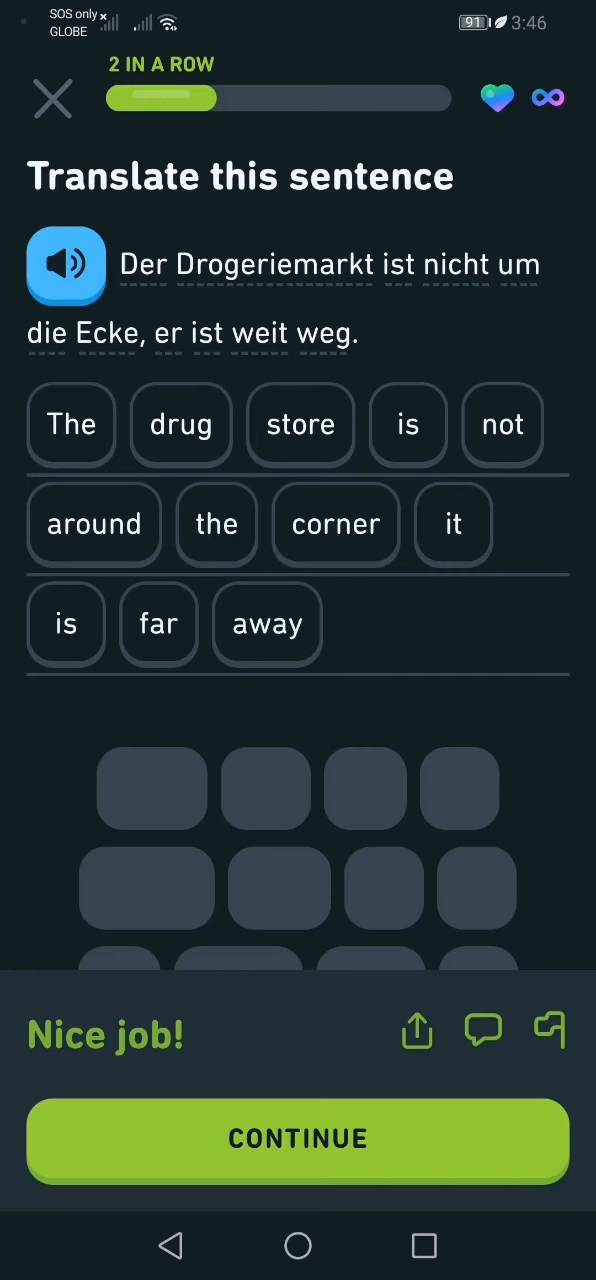 SOS only
GLOBE
91 3:46
2 IN A ROW
Translate this sentence
Der Drogeriemarkt ist nicht um
die Ecke, er ist weit weg.
The drug store is not
around the corner it
is far away
Nice job!
CONTINUE